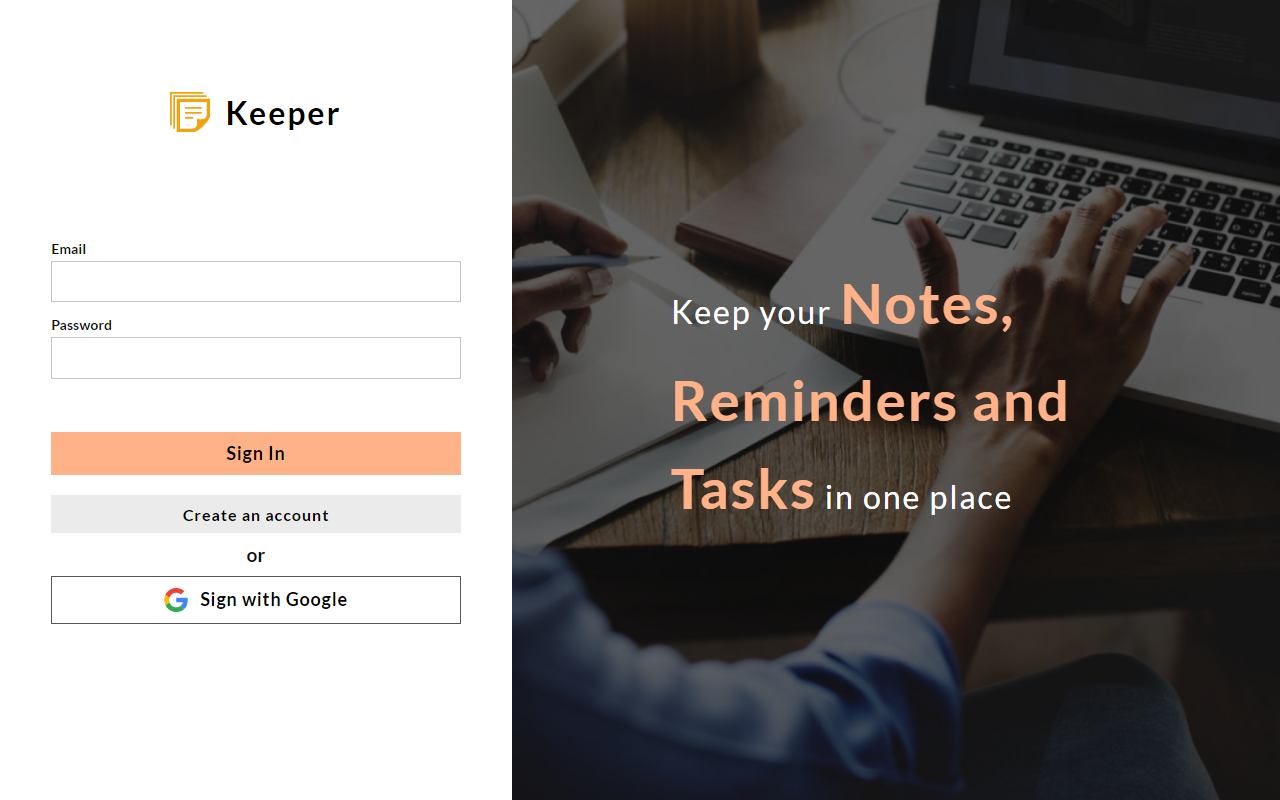 Keeper
Email
Password
Sign In
Create an account
or
Sign with Google
Keep your Notes,
Reminders and
Tasks in one place